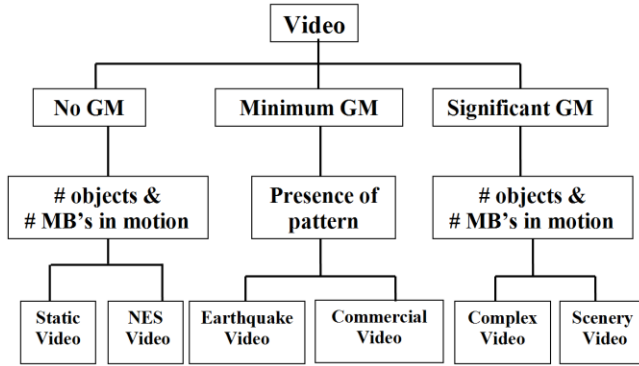 Video
No GM
Minimum GM
Significant GM
# objects &
# MB's in motion
Presence of
pattern
# objects &
# MB's in motion
Static
Video
NES
Video
Earthquake
Video
Commercial
Video
Complex
Video
Scenery
Video